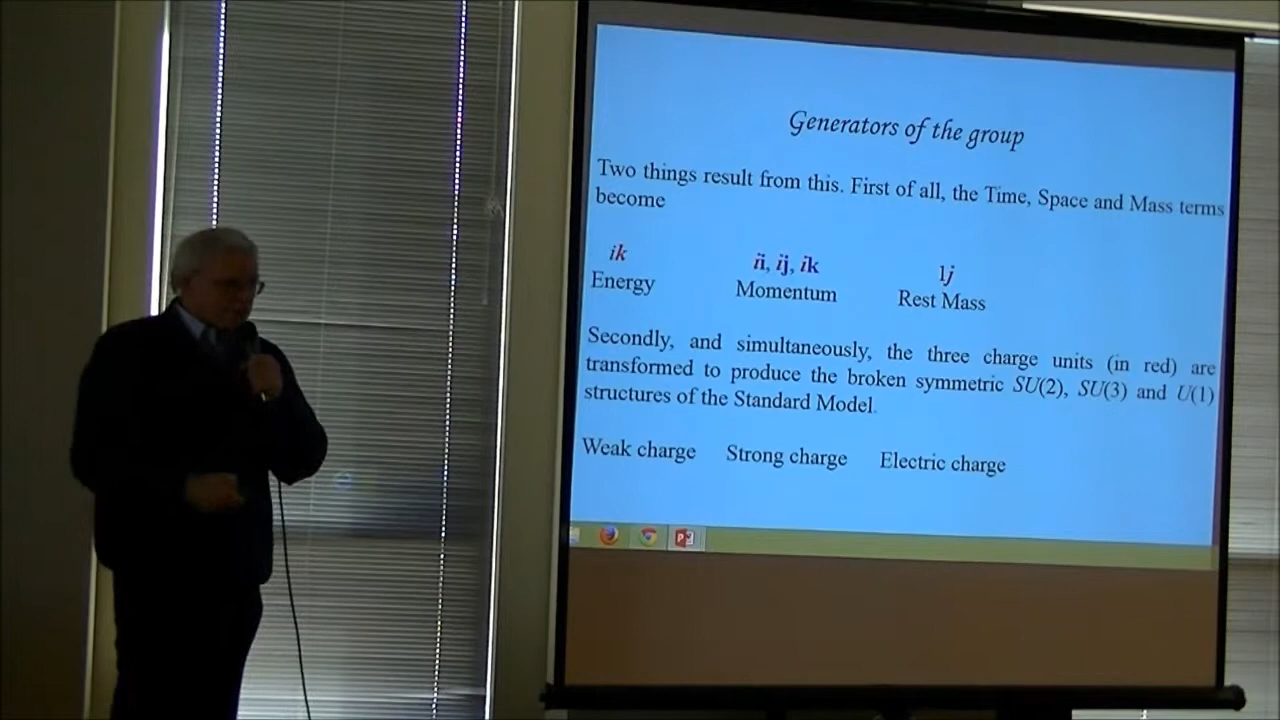 Generators of the group
Two things result from this. First of all, the Time, Space and Mass terms
become
ik ii, ij, ik 1j
Energy Momentum Rest Mass
Secondly, and simultaneously, the three charge units (in red) are
transformed to produce the broken symmetric SU(2), SU(3) and U(1)
structures of the Standard Model.
Weak charge Strong charge Electric charge